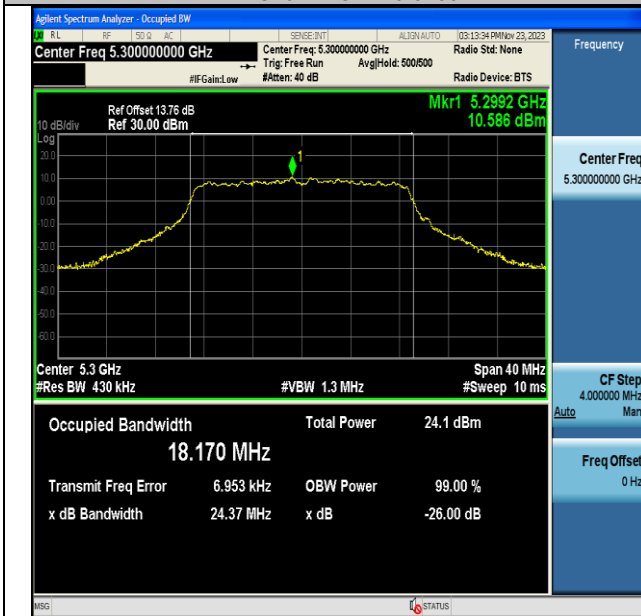 Agilent Spectrum Analyzer - Occupied BW
RL RF 50 Ω AC SENSE:INT ALIGN AUTO 03:13:34 PM Nov 23, 2023
Center Freq 5.300000000 GHz
Center Freq: 5.300000000 GHz
Radio Std: None
Trig: Free Run Avg|Hold: 500/500
#IFGain:Low #Atten: 40 dB Radio Device: BTS
Frequency
Ref Offset 13.76 dB
10 dB/div Ref 30.00 dBm
Mkr1 5.2992 GHz
10.586 dBm
Log
20.0
10.0
0.00
-10.0
-20.0
-30.0
-40.0
-50.0
-60.0
1
Center 5.3 GHz Span 40 MHz
#Res BW 430 kHz #VBW 1.3 MHz #Sweep 10 ms
Occupied Bandwidth Total Power 24.1 dBm
18.170 MHz
Transmit Freq Error 6.953 kHz OBW Power 99.00 %
x dB Bandwidth 24.37 MHz x dB -26.00 dB
Center Freq
5.300000000 GHz
CF Step
4.000000 MHz
Auto Man
Freq Offset
0 Hz
MSG STATUS